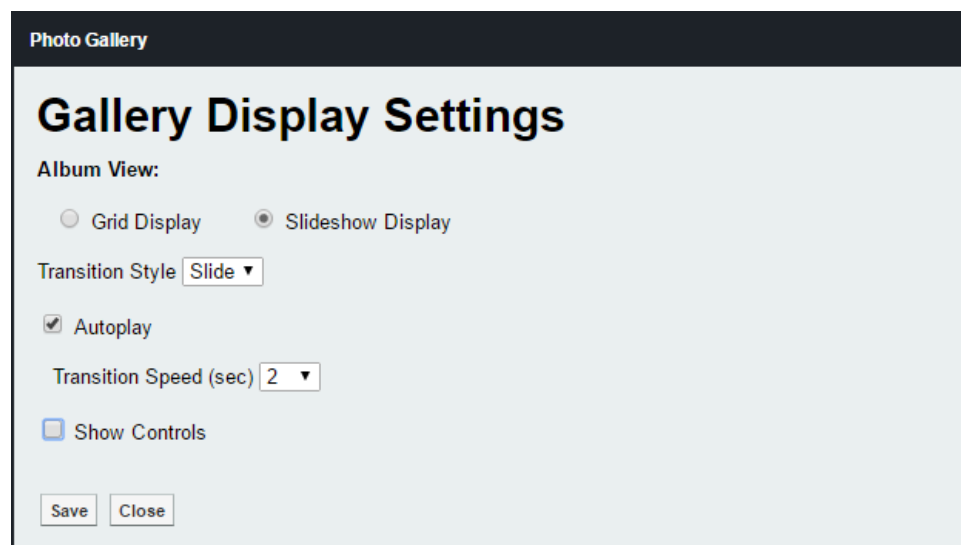 Photo Gallery
Gallery Display Settings
Album View:
Grid Display Slideshow Display
Transition Style Slide
Autoplay
Transition Speed (sec) 2
Show Controls
Save Close